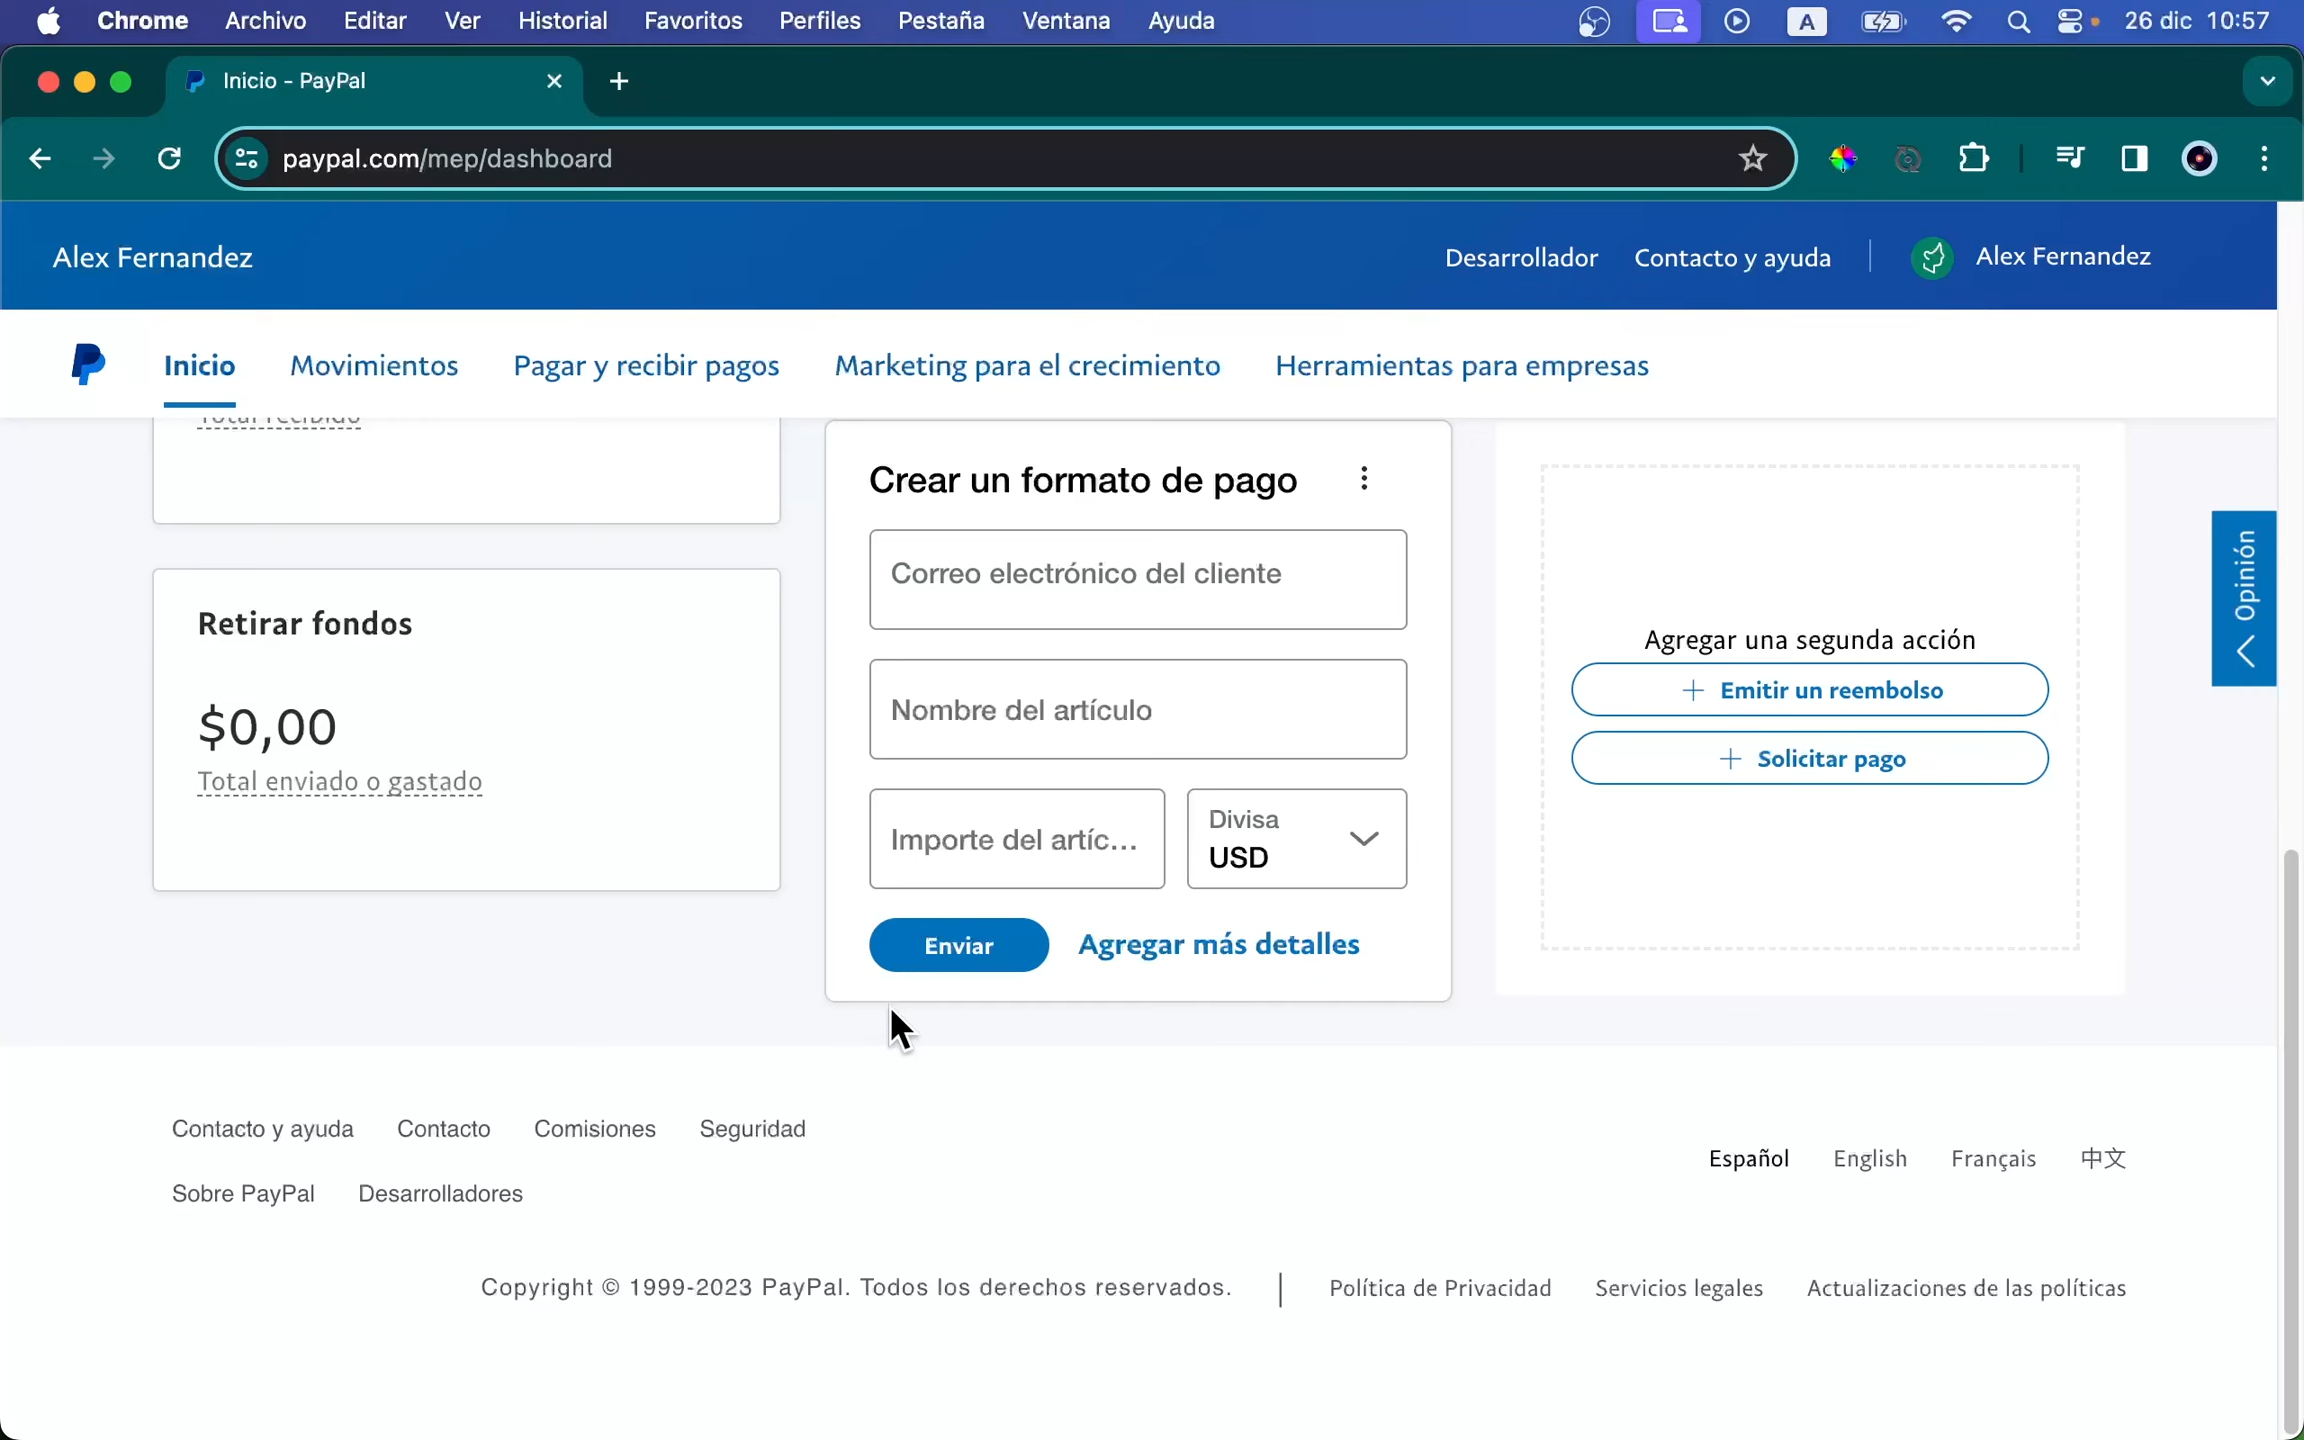 Chrome Archivo Editar Ver Historial Favoritos Perfiles Pestaña Ventana Ayuda A 26 dic 10:57
Inicio - PayPal
paypal.com/mep/dashboard
Alex Fernandez Desarrollador Contacto y ayuda Alex Fernandez
Inicio Movimientos Pagar y recibir pagos Marketing para el crecimiento Herramientas para empresas
Total recibido
Crear un formato de pago
Correo electrónico del cliente
Opinión
Retirar fondos
Agregar una segunda acción
Emitir un reembolso
Nombre del artículo
$0,00
Solicitar pago
Total enviado o gastado
Importe del artíc...
Divisa
USD
Enviar Agregar más detalles
Contacto y ayuda Contacto Comisiones Seguridad
Español English Français 中文
Sobre PayPal Desarrolladores
Copyright © 1999-2023 PayPal. Todos los derechos reservados. Política de Privacidad Servicios legales Actualizaciones de las políticas